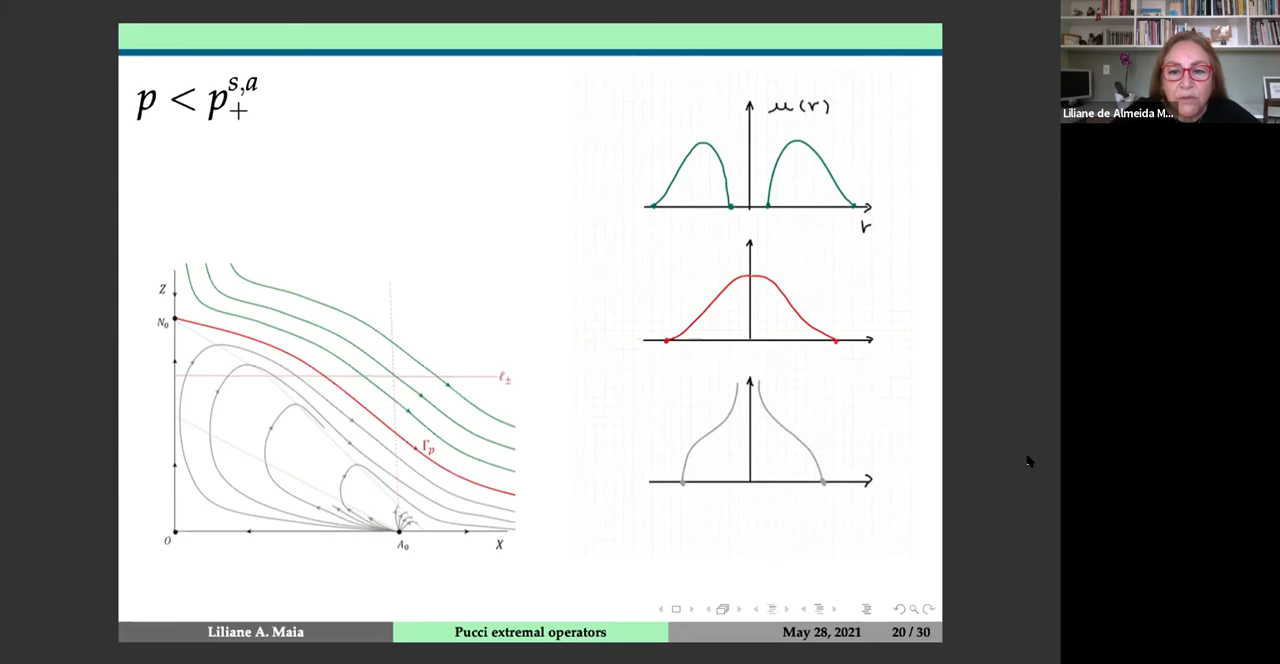 p < p₊ˢ,ᵃ
u(r)
r
Z
N₀
ℓ±
Γₚ
O
A₀
X
Liliane A. Maia
Pucci extremal operators
May 28, 2021
20 / 30
Liliane de Almeida M...